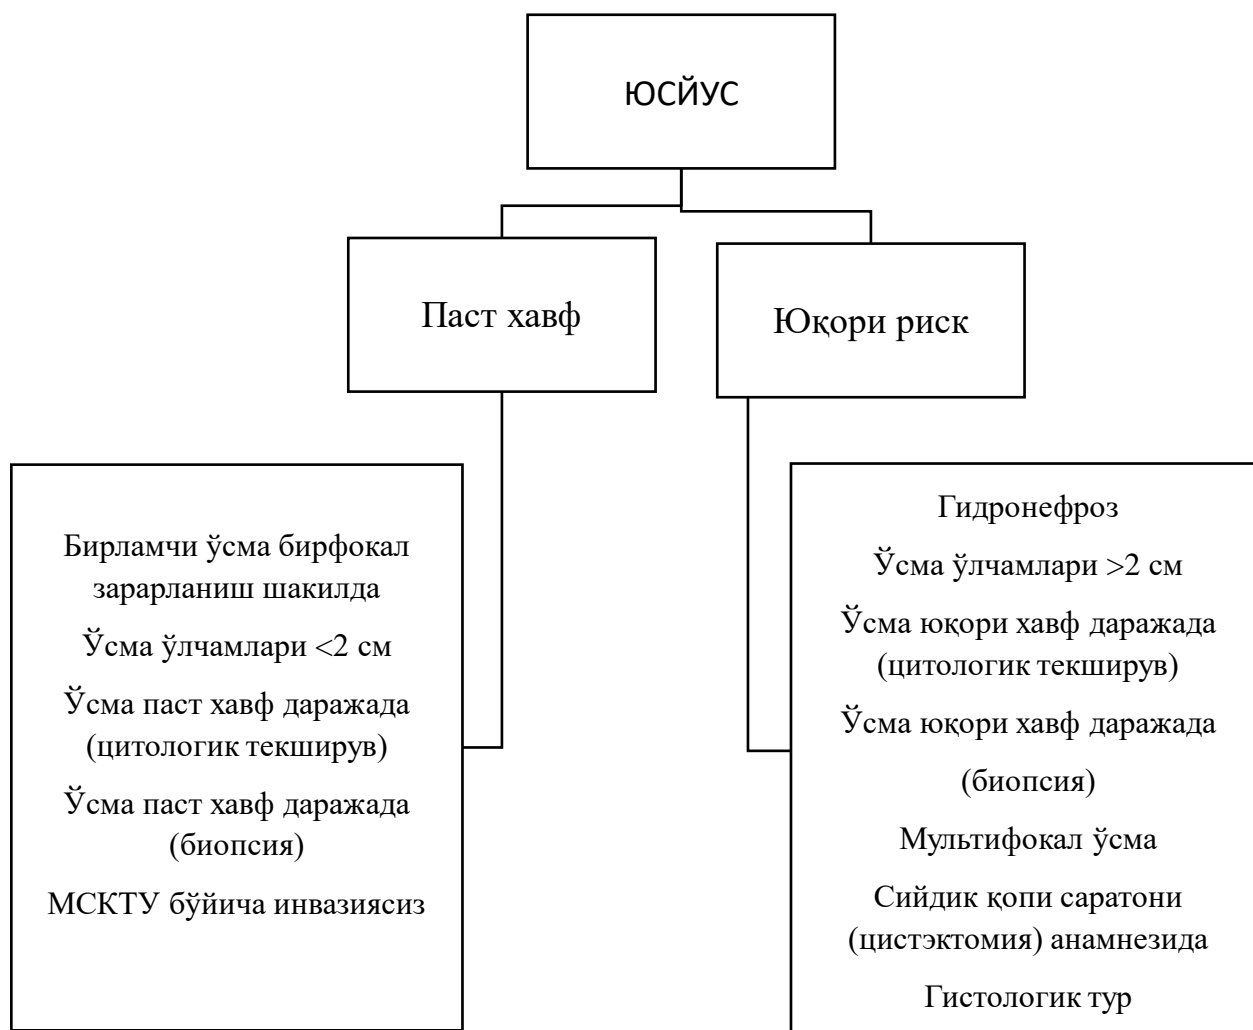 ЮСЙУС
Паст хавф
Юқори риск
Бирламчи ўсма бирфокал
зарарланиш шакилда
Ўсма ўлчамлари <2 см
Ўсма паст хавф даражада
(цитологик текширув)
Ўсма паст хавф даражада
(биопсия)
МСКТУ бўйича инвазиясиз
Гидронефроз
Ўсма ўлчамлари >2 см
Ўсма юқори хавф даражада
(цитологик текширув)
Ўсма юқори хавф даражада
(биопсия)
Мультифокал ўсма
Сийдик қопи саратони
(цистэктомия) анамнезида
Гистологик тур